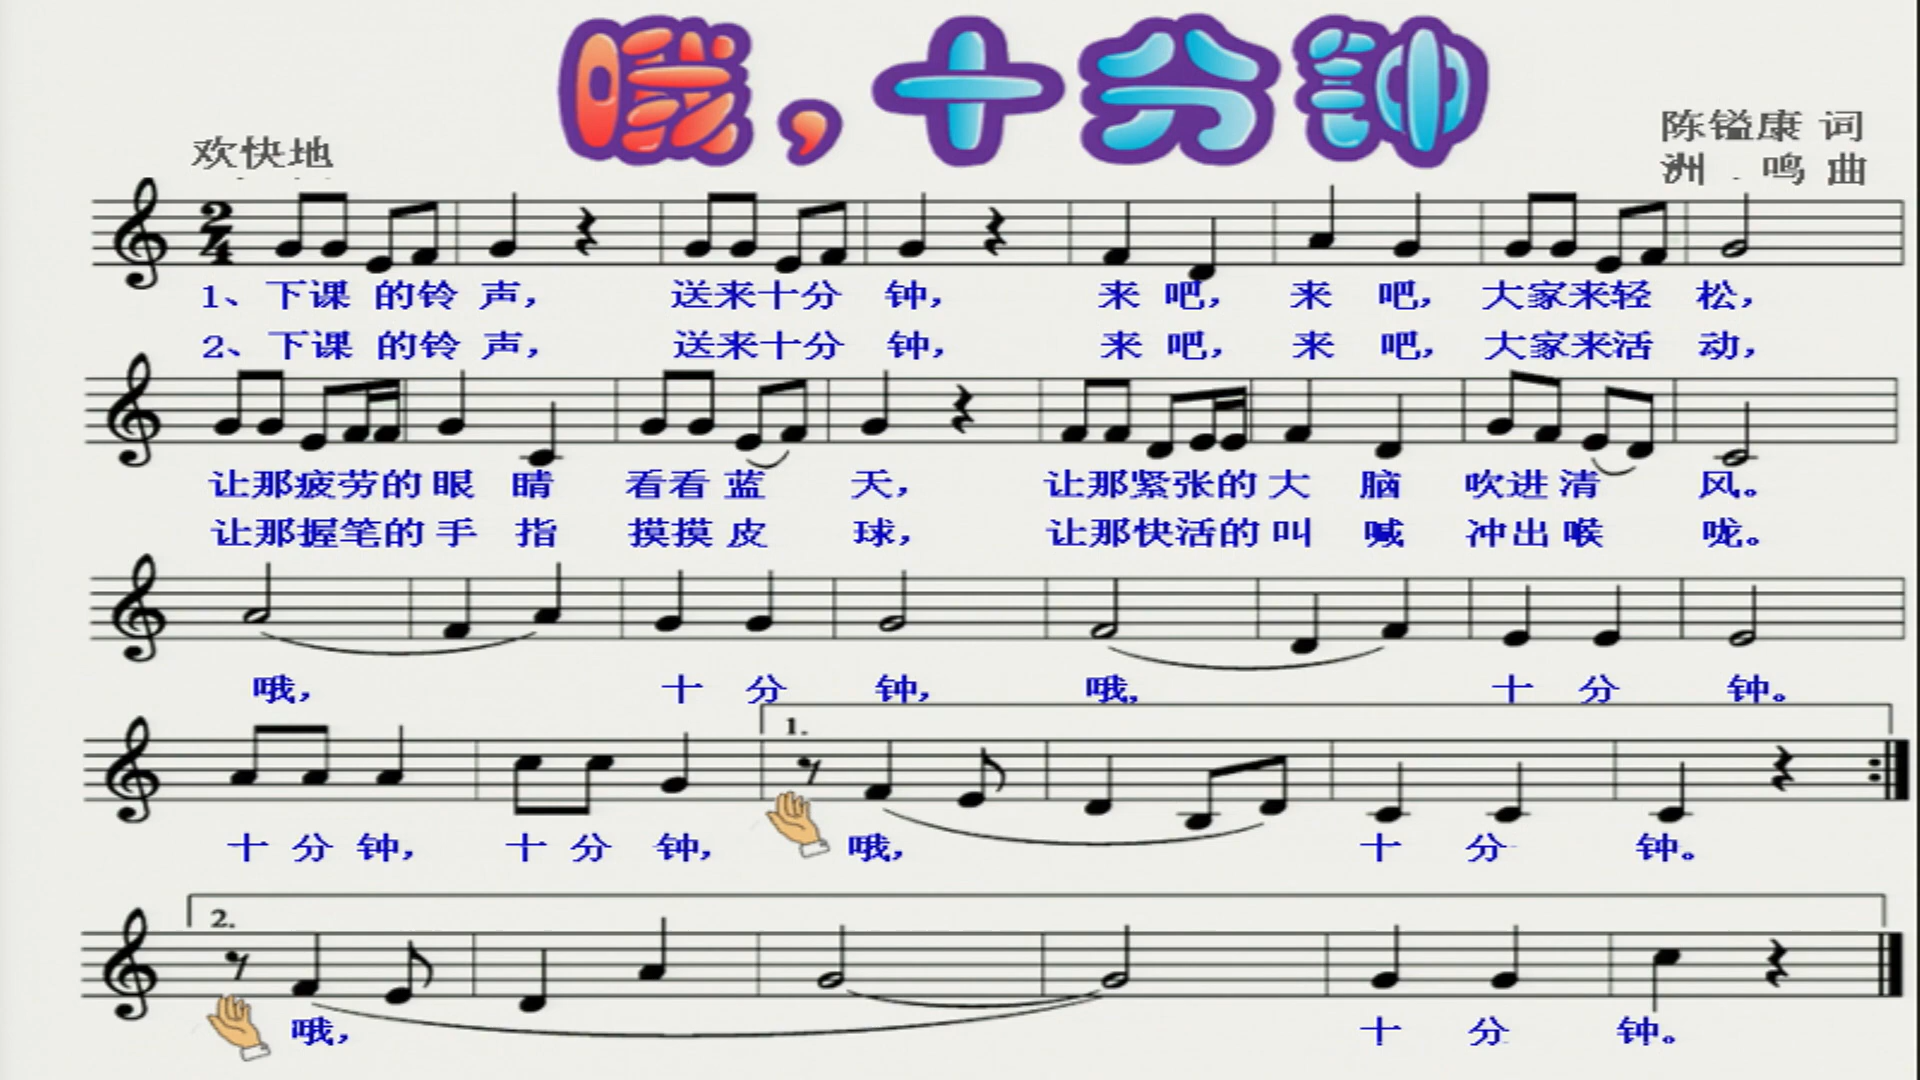 哦，十分钟
欢快地
陈镒康 词
洲 . 鸣 曲
2
4
1、下课 的铃 声， 送来十分 钟， 来 吧， 来 吧， 大家来轻 松，
2、下课 的铃 声， 送来十分 钟， 来 吧， 来 吧， 大家来活 动，
让那疲劳的 眼 睛 看看 蓝 天， 让那紧张的 大 脑 吹进 清 风。
让那握笔的 手 指 摸摸 皮 球， 让那快活的 叫 喊 冲出 喉 咙。
哦， 十 分 钟， 哦， 十 分 钟。
1.
十 分 钟， 十 分 钟， 哦， 十 分 钟。
2.
哦， 十 分 钟。